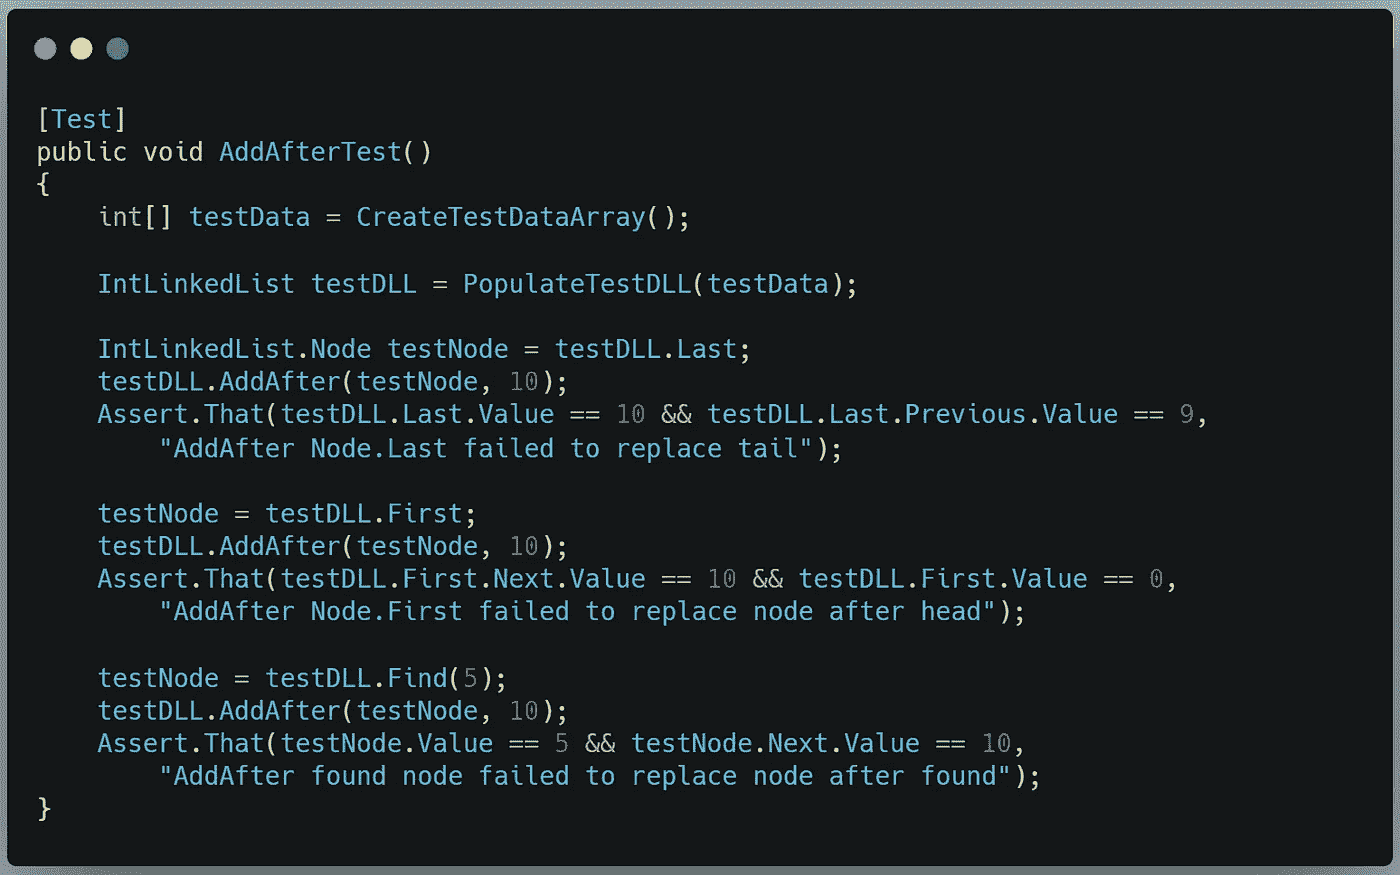 [Test]
public void AddAfterTest()
{
    int[] testData = CreateTestDataArray();

    IntLinkedList testDLL = PopulateTestDLL(testData);

    IntLinkedList.Node testNode = testDLL.Last;
    testDLL.AddAfter(testNode, 10);
    Assert.That(testDLL.Last.Value == 10 && testDLL.Last.Previous.Value == 9,
        "AddAfter Node.Last failed to replace tail");

    testNode = testDLL.First;
    testDLL.AddAfter(testNode, 10);
    Assert.That(testDLL.First.Next.Value == 10 && testDLL.First.Value == 0,
        "AddAfter Node.First failed to replace node after head");

    testNode = testDLL.Find(5);
    testDLL.AddAfter(testNode, 10);
    Assert.That(testNode.Value == 5 && testNode.Next.Value == 10,
        "AddAfter found node failed to replace node after found");
}